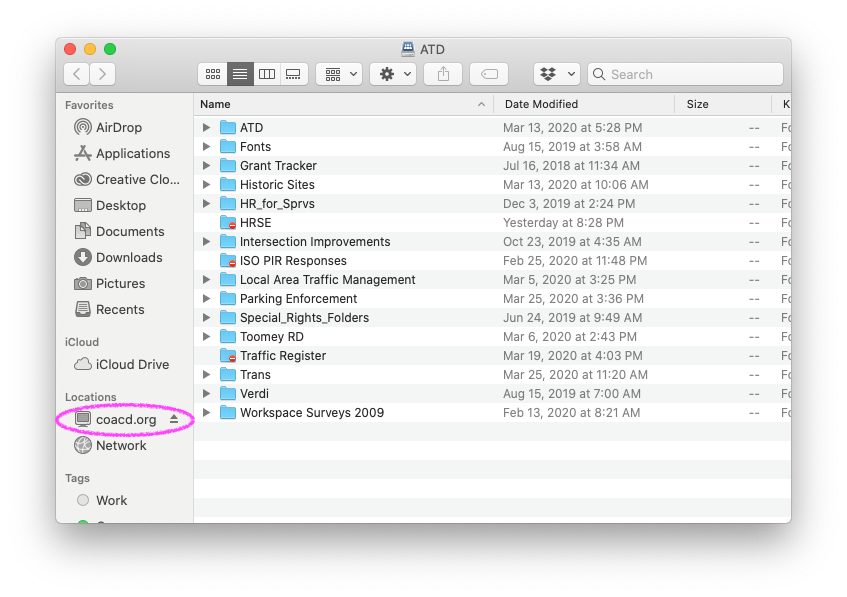 ATD
Search
Favorites
AirDrop
Applications
Creative Clo...
Desktop
Documents
Downloads
Pictures
Recents
iCloud
iCloud Drive
Locations
coacd.org
Network
Tags
Work
Name Date Modified Size K
ATD Mar 13, 2020 at 5:28 PM -- Fo
Fonts Aug 15, 2019 at 3:58 AM -- Fo
Grant Tracker Jul 16, 2018 at 11:34 AM -- Fo
Historic Sites Mar 13, 2020 at 10:06 AM -- Fo
HR_for_Sprvs Dec 3, 2019 at 2:24 PM -- Fo
HRSE Yesterday at 8:28 PM -- Fo
Intersection Improvements Oct 23, 2019 at 4:35 AM -- Fo
ISO PIR Responses Feb 25, 2020 at 11:48 PM -- Fo
Local Area Traffic Management Mar 5, 2020 at 3:25 PM -- Fo
Parking Enforcement Mar 25, 2020 at 3:36 PM -- Fo
Special_Rights_Folders Jun 24, 2019 at 9:49 AM -- Fo
Toomey RD Mar 6, 2020 at 2:43 PM -- Fo
Traffic Register Mar 19, 2020 at 4:03 PM -- Fo
Trans Mar 25, 2020 at 11:20 AM -- Fo
Verdi Aug 15, 2019 at 7:00 AM -- Fo
Workspace Surveys 2009 Feb 13, 2020 at 8:21 AM -- Fo